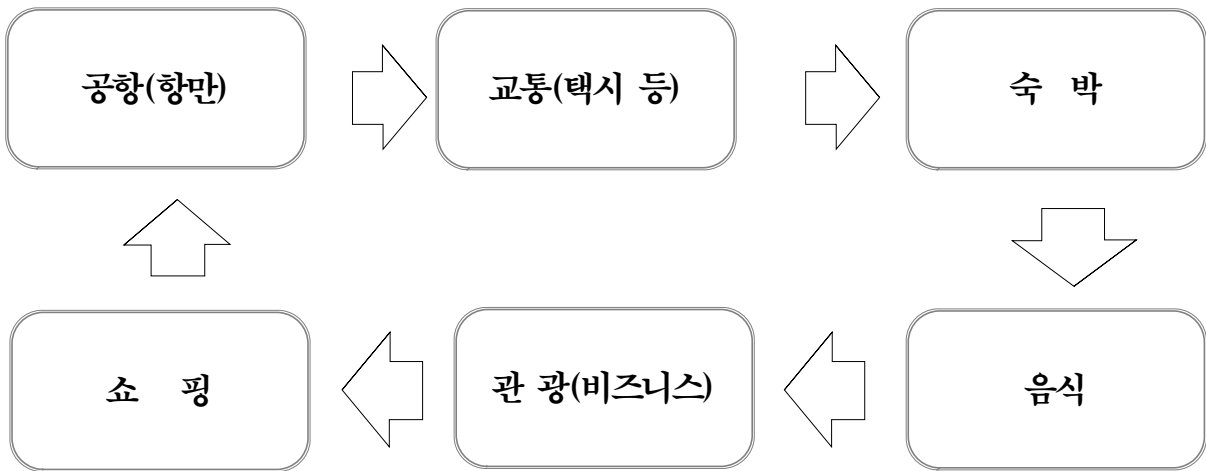 공항(항만)
교통(택시 등)
숙 박
음식
관 광(비즈니스)
쇼 핑